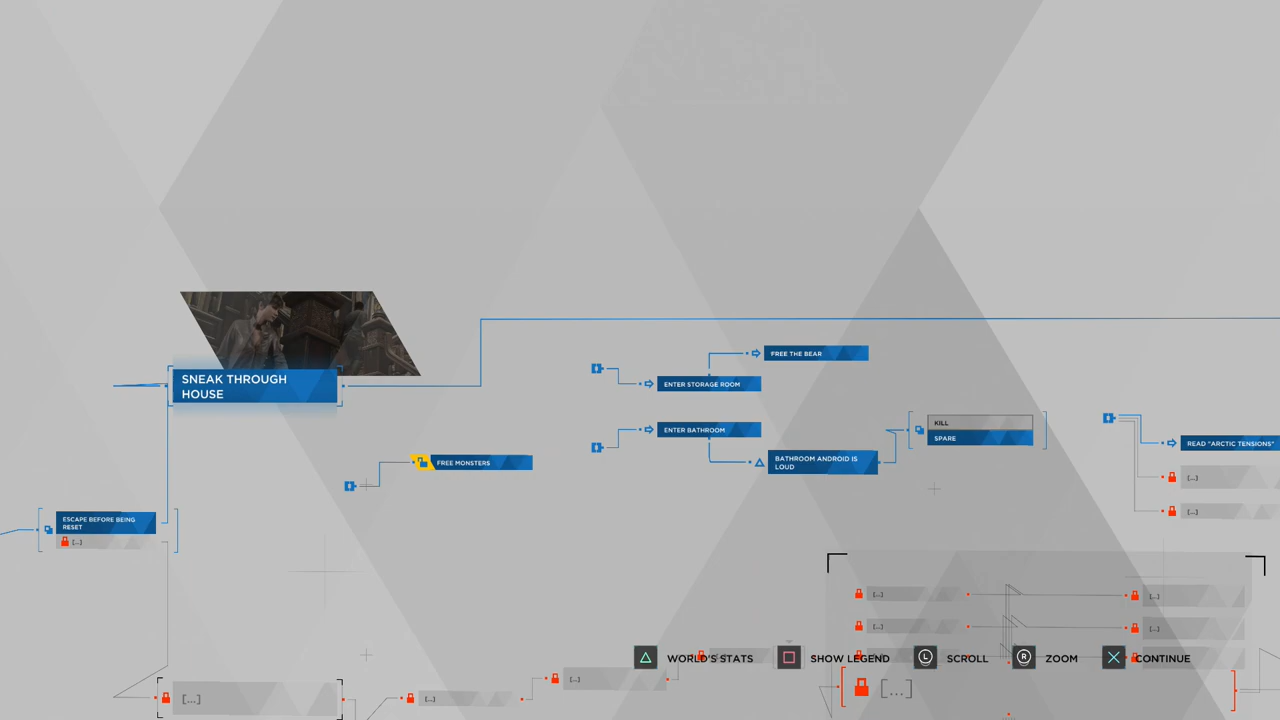 FREE THE BEAR
SNEAK THROUGH
HOUSE
ENTER STORAGE ROOM
KILL
ENTER BATHROOM
SPARE
READ "ARCTIC TENSIONS"
FREE MONSTERS
BATHROOM ANDROID IS
LOUD
[...]
[...]
ESCAPE BEFORE BEING
RESET
[...]
[...]
[...]
[...]
[...]
WORLD'S STATS
SHOW LEGEND
L
SCROLL
R
ZOOM
CONTINUE
[...]
[...]
[...]
[...]